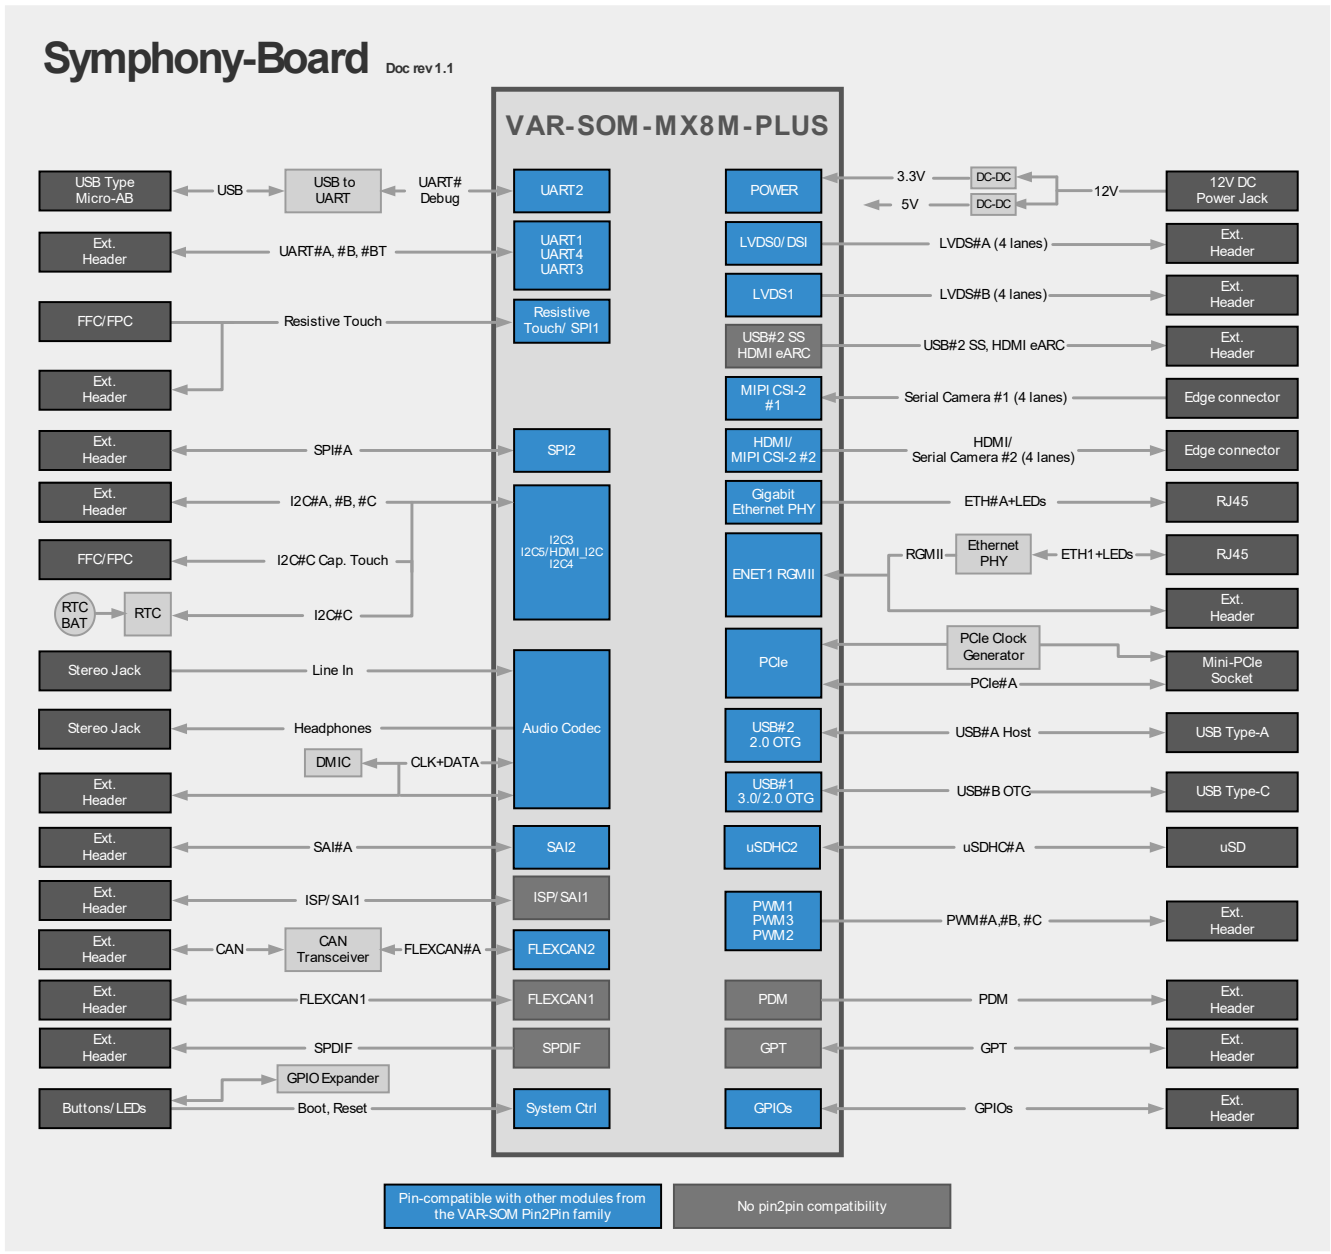 Symphony-Board
Doc rev 1.1
VAR-SOM-MX8M-PLUS
USB Type
Micro-AB
USB
USB to
UART
UART#
Debug
UART2
Ext.
Header
UART#A, #B, #BT
UART1
UART4
UART3
FFC/FPC
Resistive Touch
Resistive
Touch/ SPI1
Ext.
Header
Ext.
Header
SPI#A
SPI2
Ext.
Header
I2C#A, #B, #C
I2C3
I2C5/HDMI_I2C
I2C4
FFC/FPC
I2C#C Cap. Touch
RTC
BAT
RTC
I2C#C
Stereo Jack
Line In
Audio Codec
Stereo Jack
Headphones
DMIC
CLK+DATA
Ext.
Header
Ext.
Header
SAI#A
SAI2
Ext.
Header
ISP/SAI1
ISP/SAI1
Ext.
Header
CAN
CAN
Transceiver
FLEXCAN#A
FLEXCAN2
Ext.
Header
FLEXCAN1
FLEXCAN1
Ext.
Header
SPDIF
SPDIF
GPIO Expander
Buttons/LEDs
Boot, Reset
System Ctrl
POWER
3.3V
DC-DC
5V
DC-DC
12V
12V DC
Power Jack
LVDS0/DSI
LVDS#A (4 lanes)
Ext.
Header
LVDS1
LVDS#B (4 lanes)
Ext.
Header
USB#2 SS
HDMI eARC
USB#2 SS, HDMI eARC
Ext.
Header
MIPI CSI-2
#1
Serial Camera #1 (4 lanes)
Edge connector
HDMI/
MIPI CSI-2 #2
HDMI/
Serial Camera #2 (4 lanes)
Edge connector
Gigabit
Ethernet PHY
ETH#A+LEDs
RJ45
ENET1 RGMII
RGMII
Ethernet
PHY
ETH1+LEDs
RJ45
Ext.
Header
PCIe
PCIe Clock
Generator
PCIe#A
Mini-PCIe
Socket
USB#2
2.0 OTG
USB#A Host
USB Type-A
USB#1
3.0/2.0 OTG
USB#B OTG
USB Type-C
uSDHC2
uSDHC#A
uSD
PWM1
PWM3
PWM2
PWM#A,#B, #C
Ext.
Header
PDM
PDM
Ext.
Header
GPT
GPT
Ext.
Header
GPIOs
GPIOs
Ext.
Header
Pin-compatible with other modules from
the VAR-SOM Pin2Pin family
No pin2pin compatibility